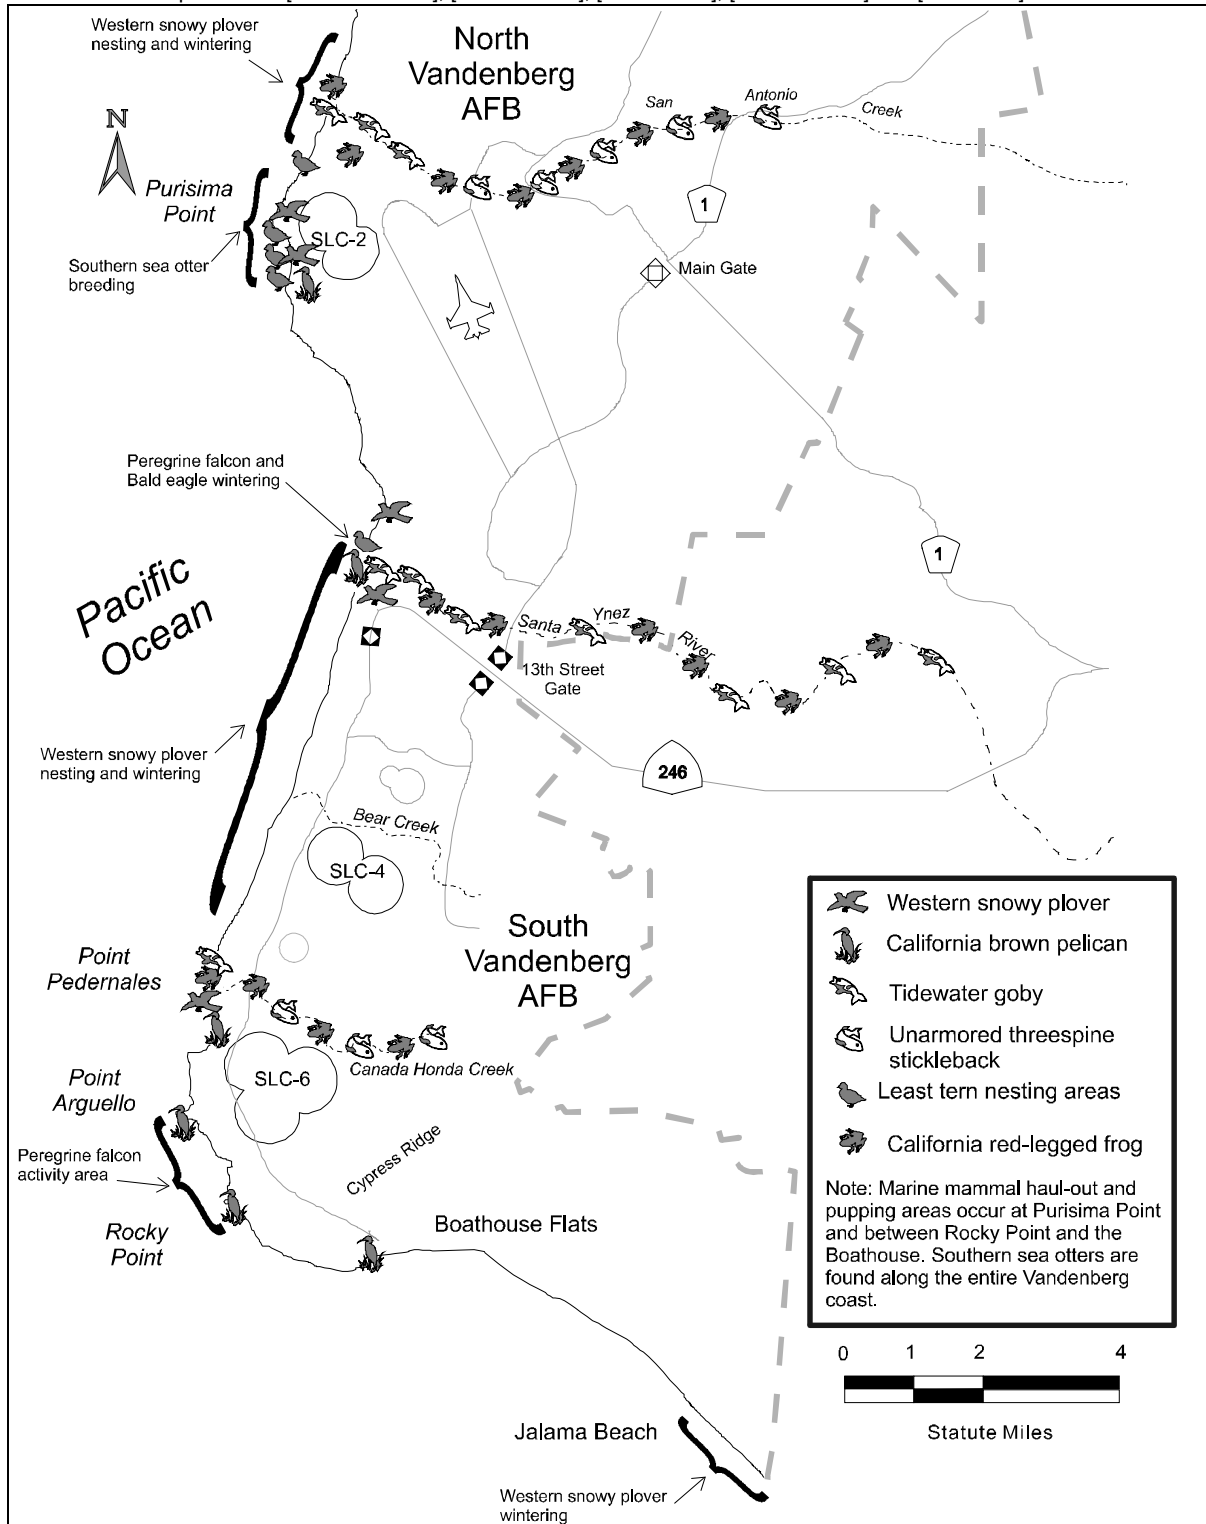 Western snowy plover
nesting and wintering
North
Vandenberg
AFB
San
Antonio
Creek
N
Purisima
Point
SLC-2
1
Southern sea otter
breeding
Main Gate
Peregrine falcon and
Bald eagle wintering
1
Pacific
Ocean
Santa
Ynez
River
13th Street
Gate
Western snowy plover
nesting and wintering
246
Bear Creek
SLC-4
South
Vandenberg
AFB
Point
Pedernales
Canada Honda Creek
SLC-6
Point
Arguello
Peregrine falcon
activity area
Cypress Ridge
Rocky
Point
Boathouse Flats
Western snowy plover
California brown pelican
Tidewater goby
Unarmored threespine
stickleback
Least tern nesting areas
California red-legged frog
Note: Marine mammal haul-out and
pupping areas occur at Purisima Point
and between Rocky Point and the
Boathouse. Southern sea otters are
found along the entire Vandenberg
coast.
0 1 2 4
Statute Miles
Jalama Beach
Western snowy plover
wintering